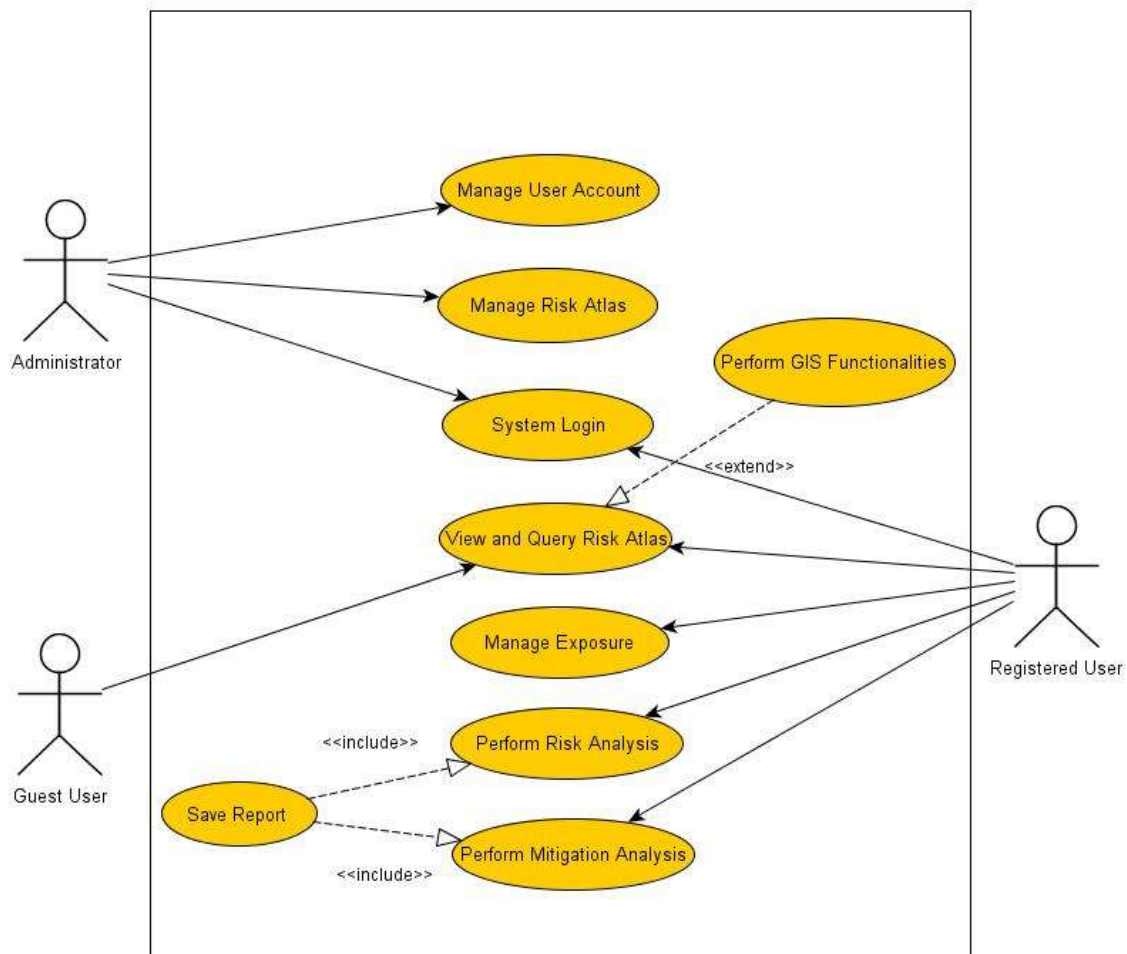 Manage User Account
Manage Risk Atlas
Administrator
Perform GIS Functionalities
System Login
<<extend>>
View and Query Risk Atlas
Manage Exposure
Registered User
<<include>>
Perform Risk Analysis
Guest User
Save Report
Perform Mitigation Analysis
<<include>>